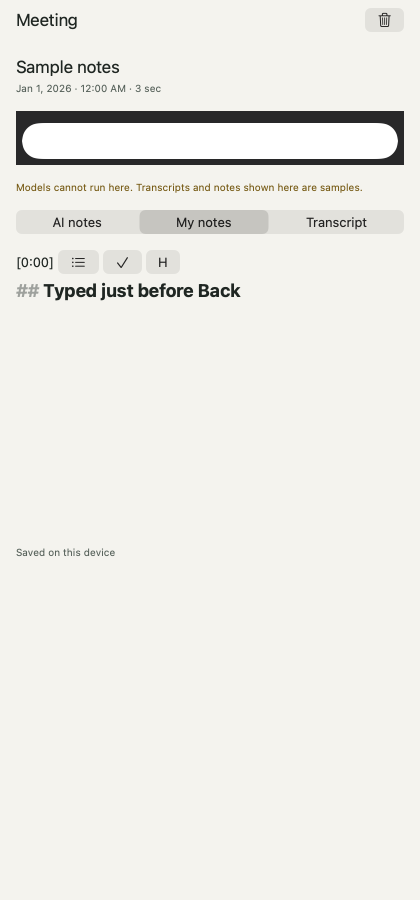 Meeting
Sample notes
Jan 1, 2026 · 12:00 AM · 3 sec
Models cannot run here. Transcripts and notes shown here are samples.
AI notes My notes Transcript
[0:00] H
## Typed just before Back
Saved on this device